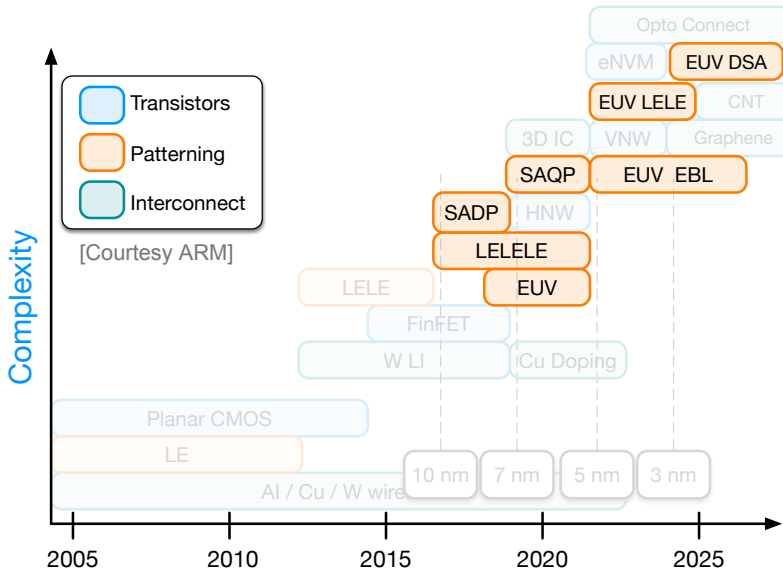 Opto Connect
eNVM
EUV DSA
Transistors
EUV LELE
CNT
Patterning
3D IC
VNW
Graphene
Interconnect
SAQP
EUV EBL
SADP
HNW
[Courtesy ARM]
LELELE
LELE
EUV
FinFET
W LI
Cu Doping
Complexity
Planar CMOS
LE
10 nm
7 nm
5 nm
3 nm
Al / Cu / W wire
2005
2010
2015
2020
2025